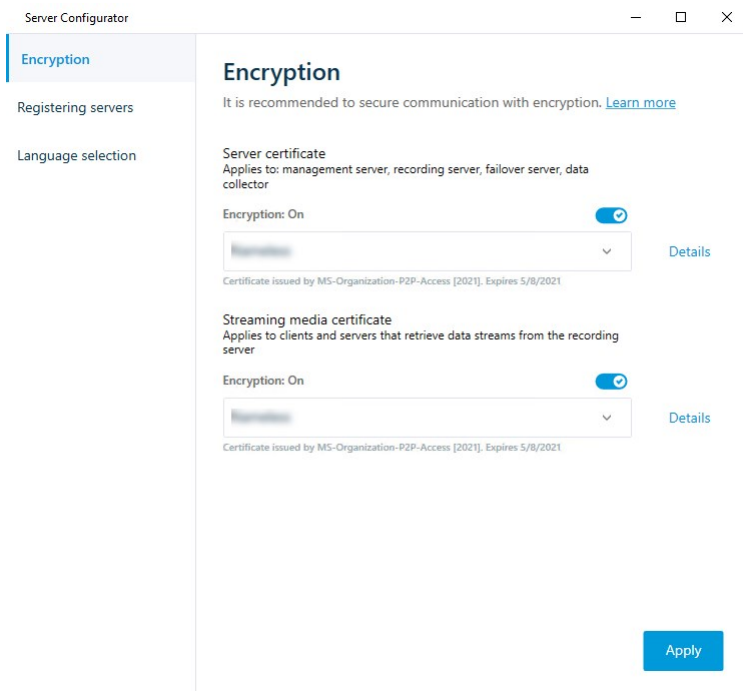 Server Configurator
Encryption
Registering servers
Language selection
Encryption
It is recommended to secure communication with encryption. Learn more
Server certificate
Applies to: management server, recording server, failover server, data
collector
Encryption: On
Details
Certificate issued by MS-Organization-P2P-Access [2021]. Expires 5/8/2021
Streaming media certificate
Applies to clients and servers that retrieve data streams from the recording
server
Encryption: On
Details
Certificate issued by MS-Organization-P2P-Access [2021]. Expires 5/8/2021
Apply